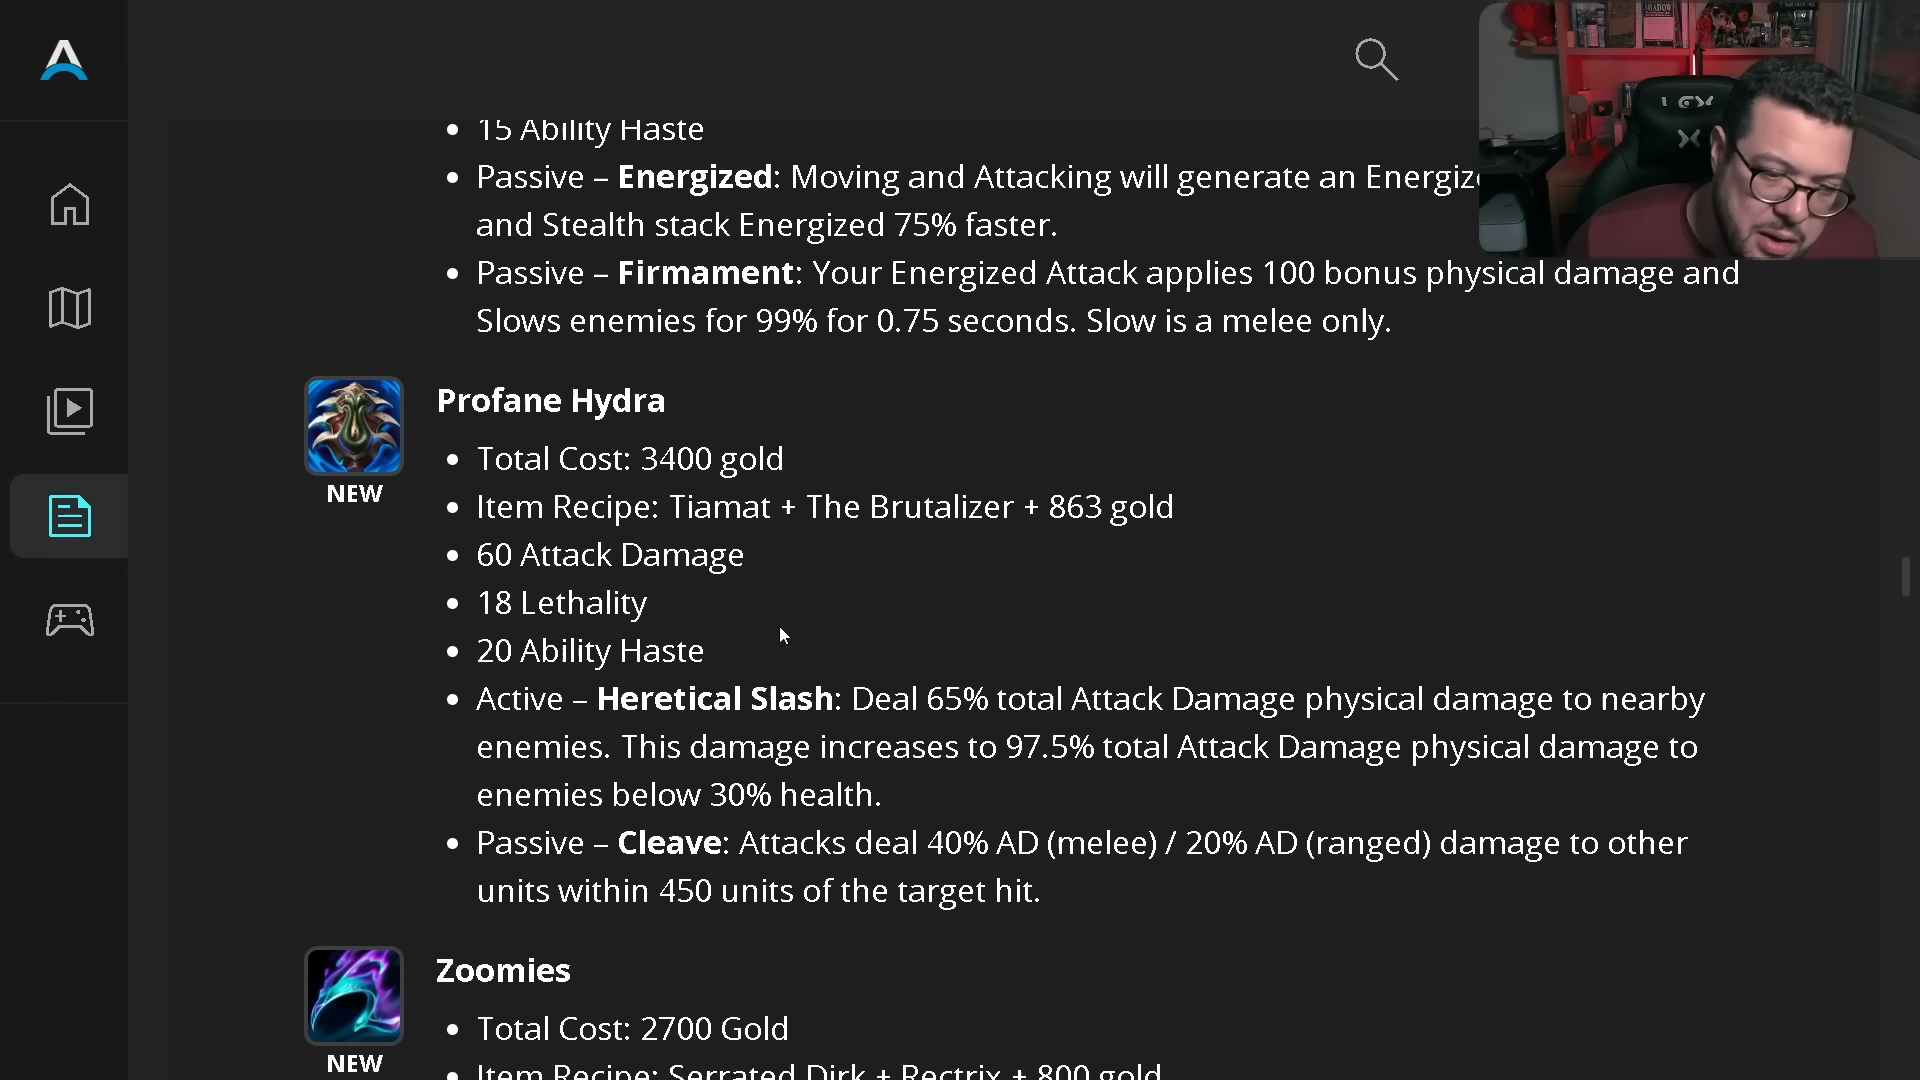 15 Ability Haste
Passive – Energized: Moving and Attacking will generate an
and Stealth stack Energized 75% faster.
Passive – Firmament: Your Energized Attack applies 100 bonus physical damage and
Slows enemies for 99% for 0.75 seconds. Slow is a melee only.
Profane Hydra
NEW
Total Cost: 3400 gold
Item Recipe: Tiamat + The Brutalizer + 863 gold
60 Attack Damage
18 Lethality
20 Ability Haste
Active – Heretical Slash: Deal 65% total Attack Damage physical damage to nearby
enemies. This damage increases to 97.5% total Attack Damage physical damage to
enemies below 30% health.
Passive – Cleave: Attacks deal 40% AD (melee) / 20% AD (ranged) damage to other
units within 450 units of the target hit.
Zoomies
NEW
Total Cost: 2700 Gold
Item Recipe: Serrated Dirk + Rectrix + 800 gold
SHADOW